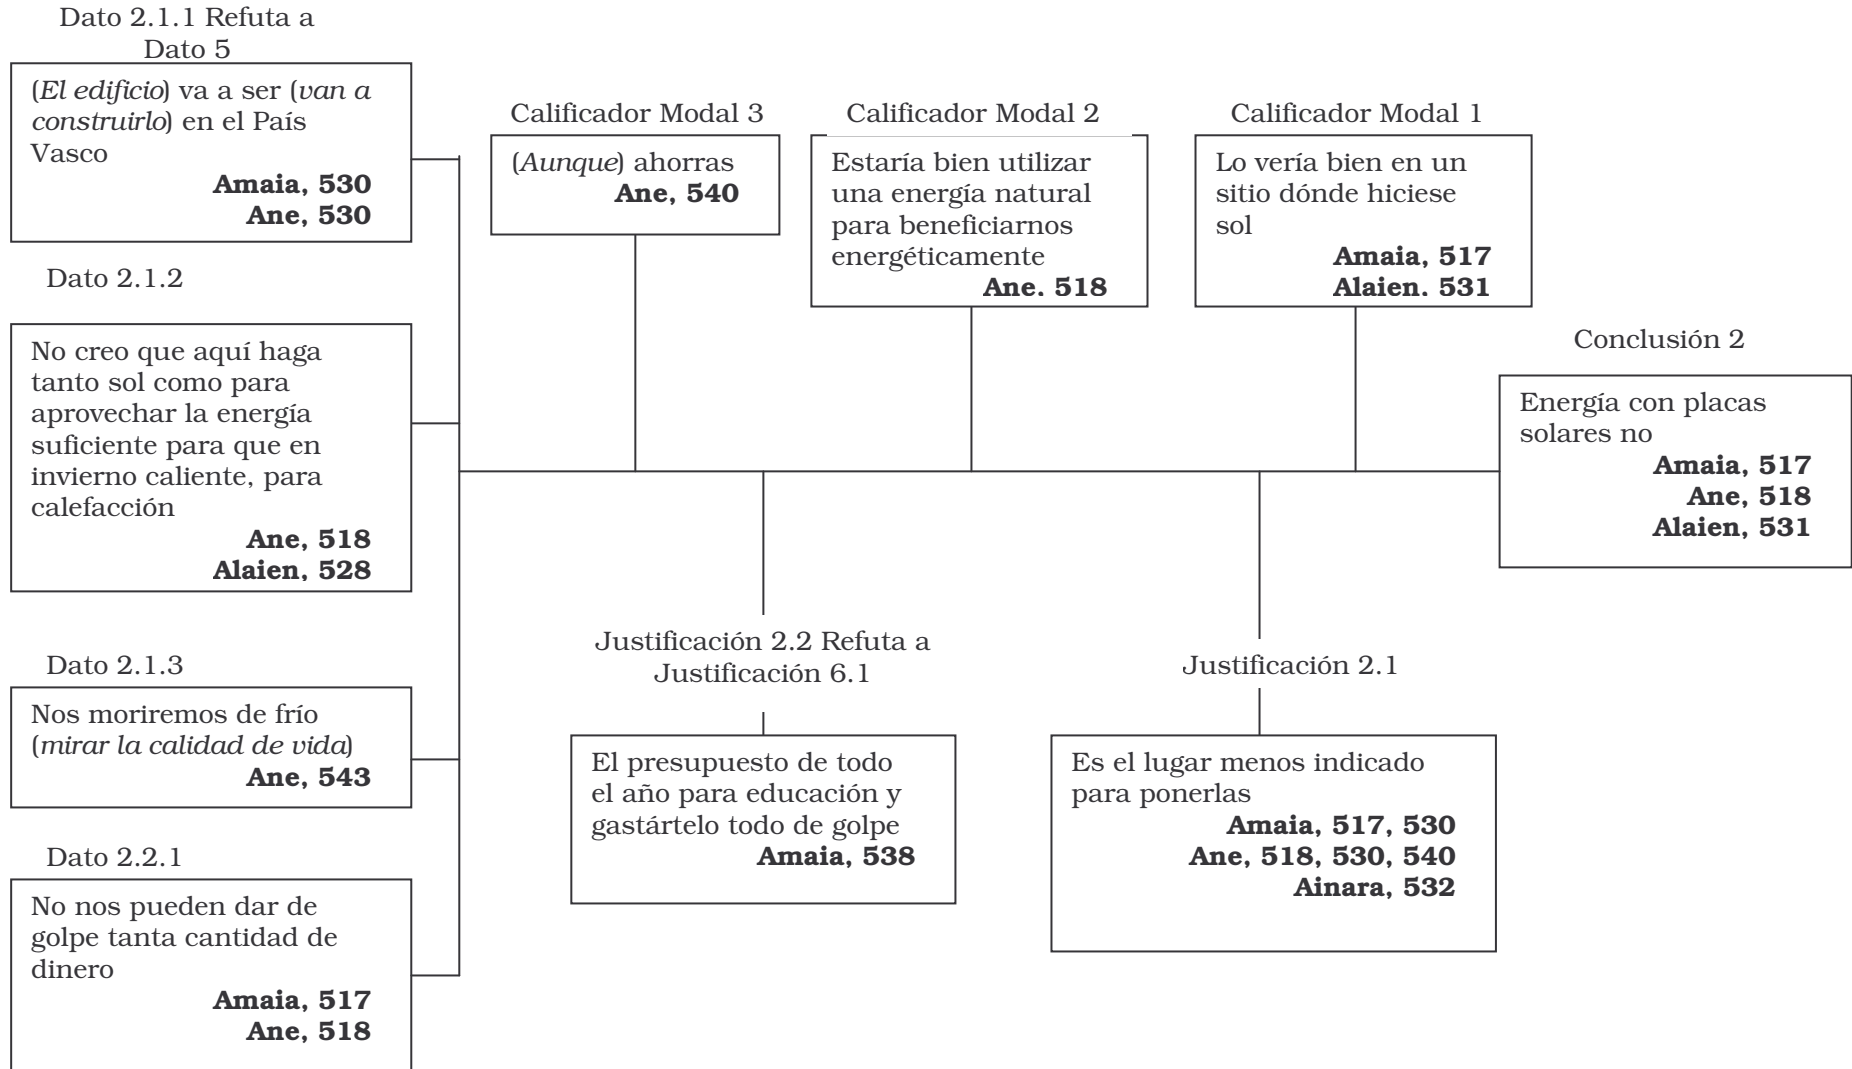 Dato 2.1.1 Refuta a
Dato 5
(El edificio) va a ser (van a
construirlo) en el País
Vasco
Amaia, 530
Ane, 530
Dato 2.1.2
No creo que aquí haga
tanto sol como para
aprovechar la energía
suficiente para que en
invierno caliente, para
calefacción
Ane, 518
Alaien, 528
Dato 2.1.3
Nos moriremos de frío
(mirar la calidad de vida)
Ane, 543
Dato 2.2.1
No nos pueden dar de
golpe tanta cantidad de
dinero
Amaia, 517
Ane, 518
Calificador Modal 3
(Aunque) ahorras
Ane, 540
Calificador Modal 2
Estaría bien utilizar
una energía natural
para beneficiarnos
energéticamente
Ane. 518
Calificador Modal 1
Lo vería bien en un
sitio dónde hiciese
sol
Amaia, 517
Alaien. 531
Conclusión 2
Energía con placas
solares no
Amaia, 517
Ane, 518
Alaien, 531
Justificación 2.2 Refuta a
Justificación 6.1
El presupuesto de todo
el año para educación y
gastártelo todo de golpe
Amaia, 538
Justificación 2.1
Es el lugar menos indicado
para ponerlas
Amaia, 517, 530
Ane, 518, 530, 540
Ainara, 532